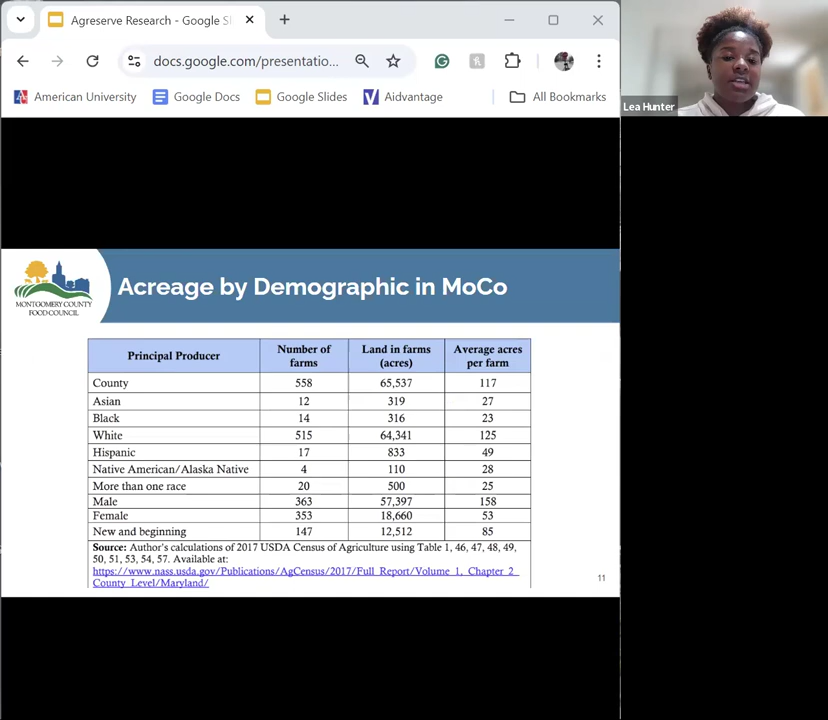 Agreserve Research - Google Sl
docs.google.com/presentatio...
American University
Google Docs
Google Slides
Aidvantage
All Bookmarks
Lea Hunter
MONTGOMERY COUNTY
FOOD COUNCIL
Acreage by Demographic in MoCo
Principal Producer Number of farms Land in farms (acres) Average acres per farm
County 558 65,537 117
Asian 12 319 27
Black 14 316 23
White 515 64,341 125
Hispanic 17 833 49
Native American/Alaska Native 4 110 28
More than one race 20 500 25
Male 363 57,397 158
Female 353 18,660 53
New and beginning 147 12,512 85
Source: Author's calculations of 2017 USDA Census of Agriculture using Table 1, 46, 47, 48, 49,
50, 51, 53, 54, 57. Available at:
https://www.nass.usda.gov/Publications/AgCensus/2017/Full_Report/Volume_1,_Chapter_2_
County_Level/Maryland/
11